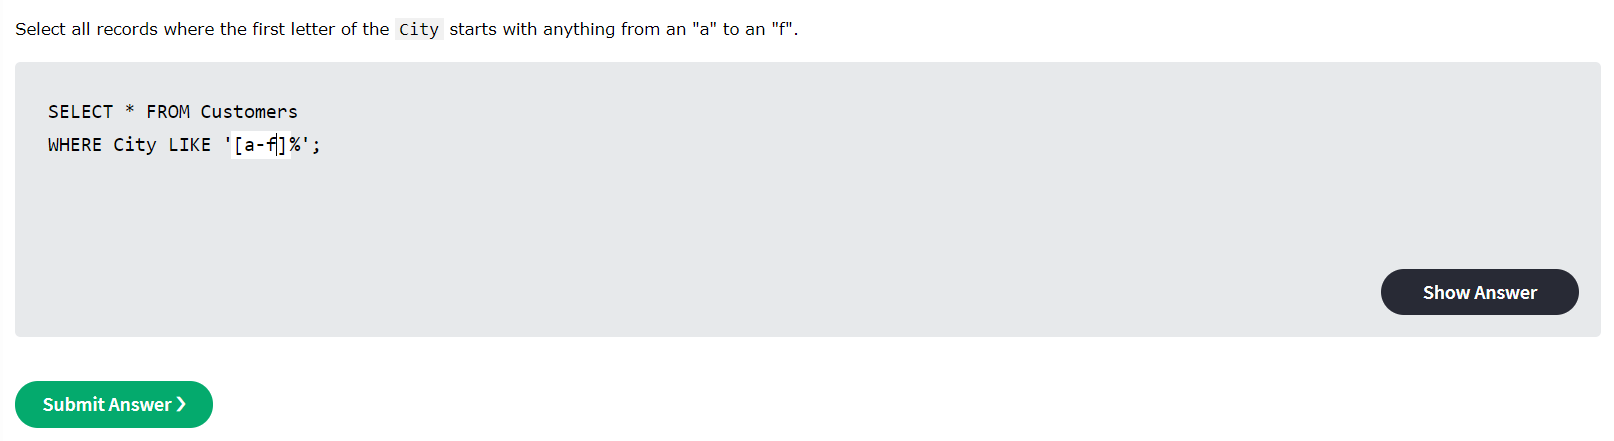 Select all records where the first letter of the City starts with anything from an "a" to an "f".
SELECT * FROM Customers
WHERE City LIKE '[a-f]%';
Show Answer
Submit Answer ❯